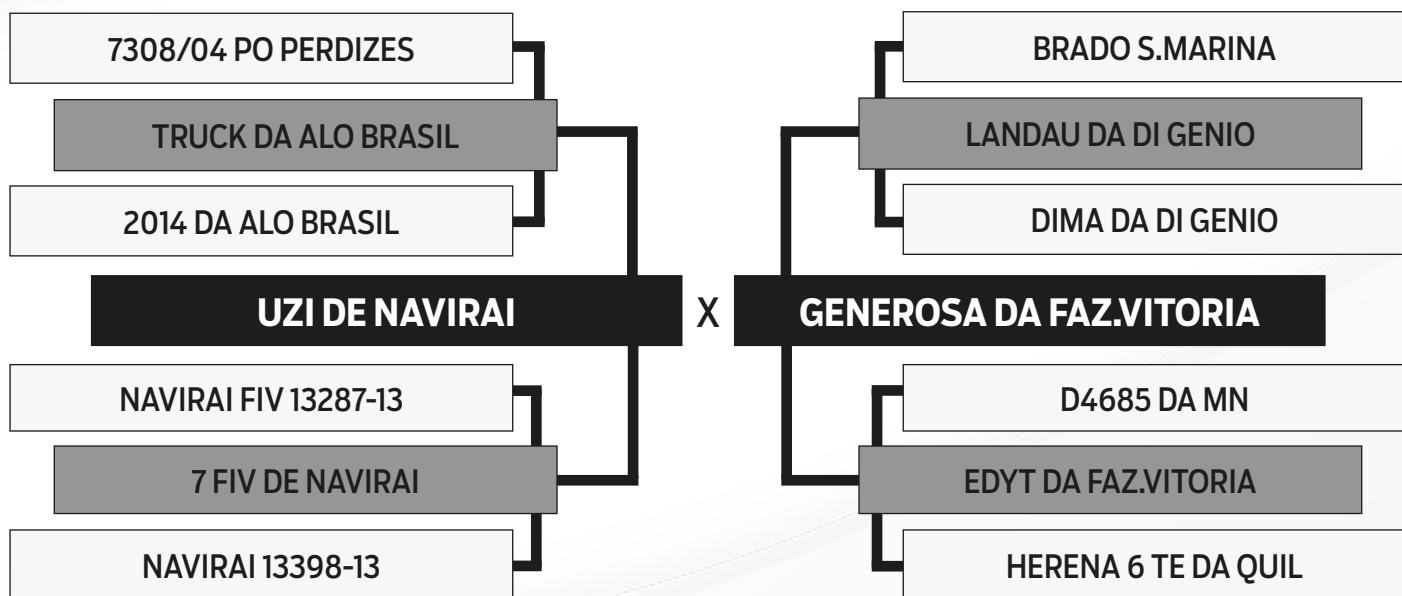 7308/04 PO PERDIZES
TRUCK DA ALO BRASIL
2014 DA ALO BRASIL
UZI DE NAVIRAI
NAVIRAI FIV 13287-13
7 FIV DE NAVIRAI
NAVIRAI 13398-13
X
BRADO S.MARINA
LANDAU DA DI GENIO
DIMA DA DI GENIO
GENEROSA DA FAZ.VITORIA
D4685 DA MN
EDYT DA FAZ.VITORIA
HERENA 6 TE DA QUIL